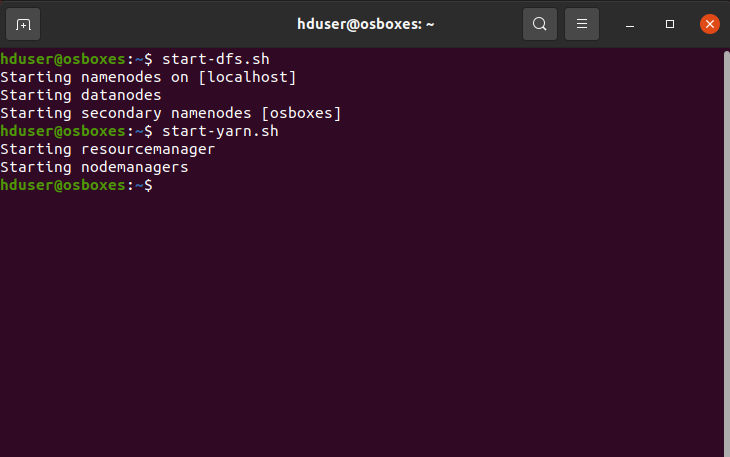 hduser@osboxes: ~
hduser@osboxes:~$ start-dfs.sh
Starting namenodes on [localhost]
Starting datanodes
Starting secondary namenodes [osboxes]
hduser@osboxes:~$ start-yarn.sh
Starting resourcemanager
Starting nodemanagers
hduser@osboxes:~$